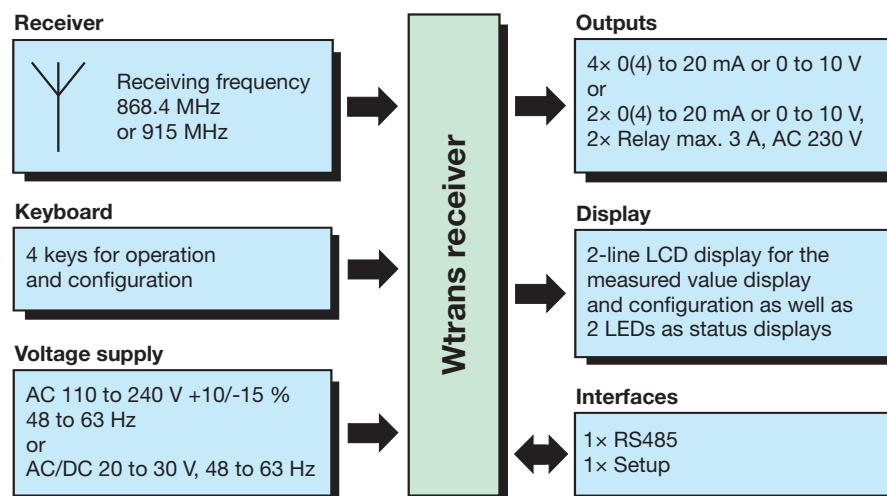 Receiver
Receiving frequency
868.4 MHz
or 915 MHz
Keyboard
4 keys for operation
and configuration
Voltage supply
AC 110 to 240 V +10/-15 %
48 to 63 Hz
or
AC/DC 20 to 30 V, 48 to 63 Hz
Wtrans receiver
Outputs
4× 0(4) to 20 mA or 0 to 10 V
or
2× 0(4) to 20 mA or 0 to 10 V,
2× Relay max. 3 A, AC 230 V
Display
2-line LCD display for the
measured value display
and configuration as well as
2 LEDs as status displays
Interfaces
1× RS485
1× Setup